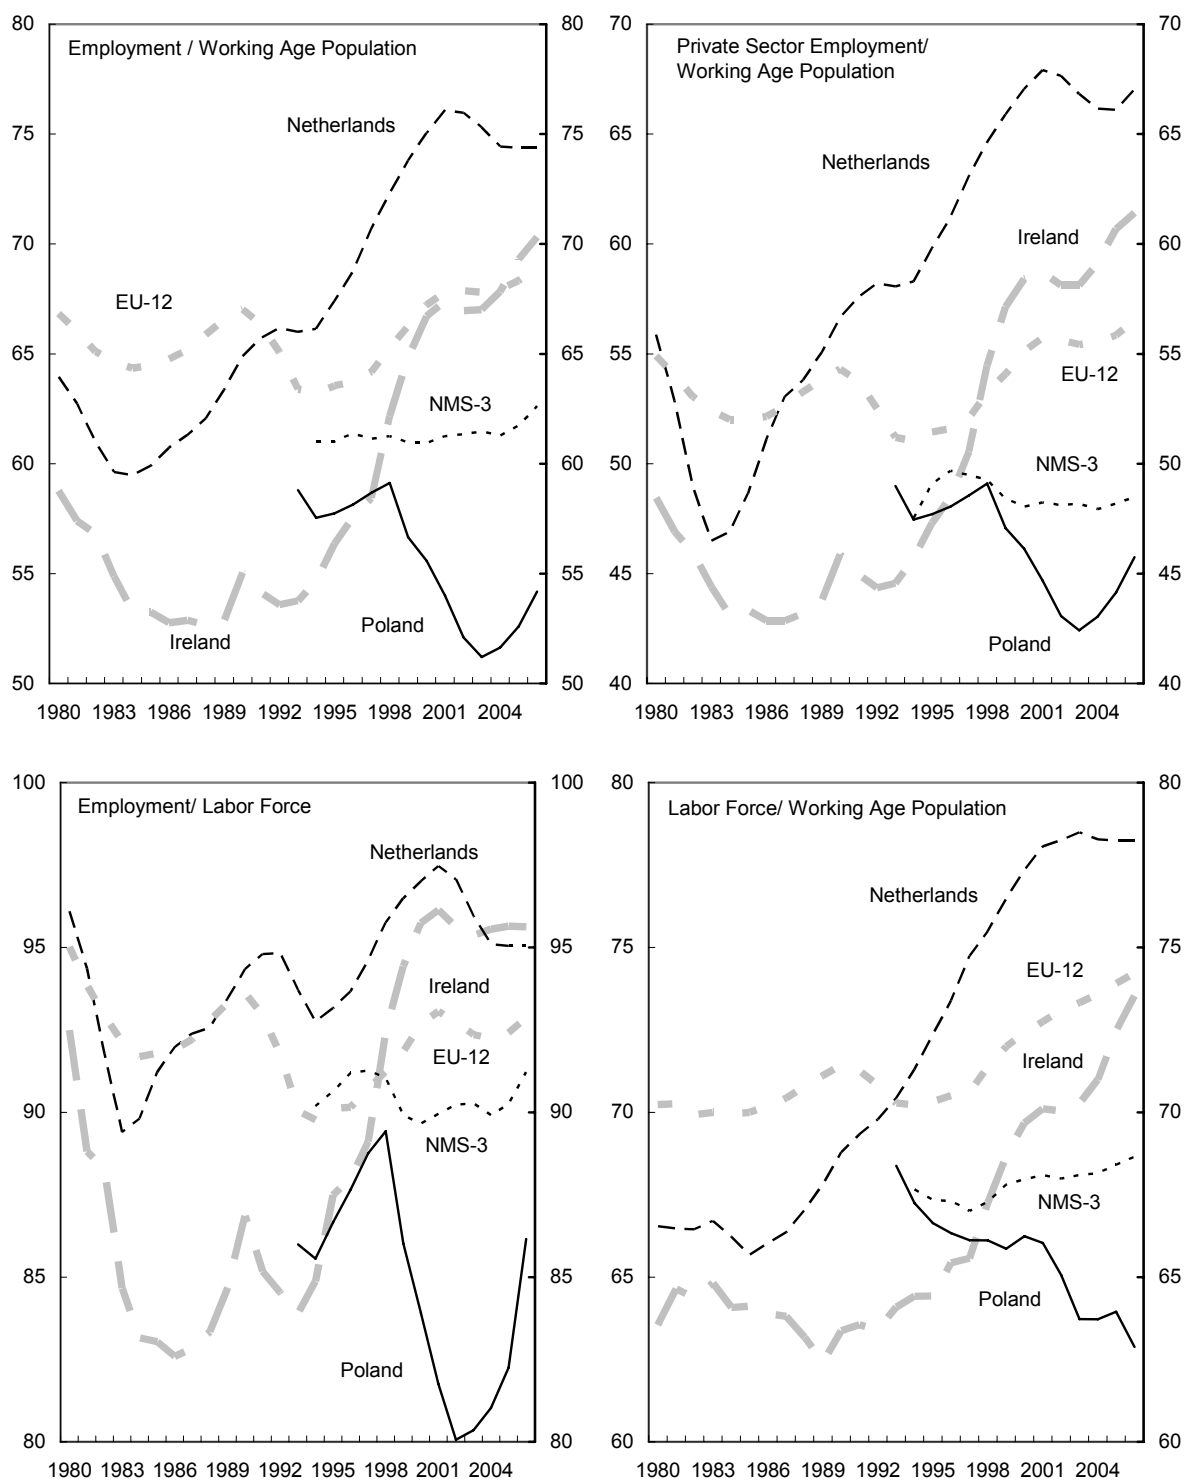 80 80 70 70
Employment / Working Age Population
Private Sector Employment/
Working Age Population
75 Netherlands 75
65 Netherlands 65
70 70
60 Ireland 60
EU-12
65 65
55 55
EU-12
NMS-3
60 60
50 NMS-3 50
55 55
45 45
Poland
Ireland
Poland
50 50
40 40
1980 1983 1986 1989 1992 1995 1998 2001 2004
1980 1983 1986 1989 1992 1995 1998 2001 2004
100 100
80 80
Employment/ Labor Force
Labor Force/ Working Age Population
Netherlands
Netherlands
95 95
75 75
Ireland
EU-12
EU-12
Ireland
90 90
70 70
NMS-3
NMS-3
85 85
65 65
Poland
Poland
80 80
60 60
1980 1983 1986 1989 1992 1995 1998 2001 2004
1980 1983 1986 1989 1992 1995 1998 2001 2004